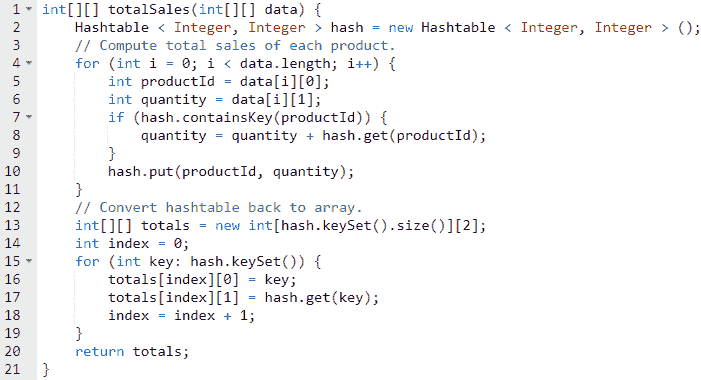 1 int[][] totalSales(int[][] data) {
2     Hashtable < Integer, Integer > hash = new Hashtable < Integer, Integer > ();
3     // Compute total sales of each product.
4     for (int i = 0; i < data.length; i++) {
5         int productId = data[i][0];
6         int quantity = data[i][1];
7         if (hash.containsKey(productId)) {
8             quantity = quantity + hash.get(productId);
9         }
10         hash.put(productId, quantity);
11     }
12     // Convert hashtable back to array.
13     int[][] totals = new int[hash.keySet().size()][2];
14     int index = 0;
15     for (int key: hash.keySet()) {
16         totals[index][0] = key;
17         totals[index][1] = hash.get(key);
18         index = index + 1;
19     }
20     return totals;
21 }